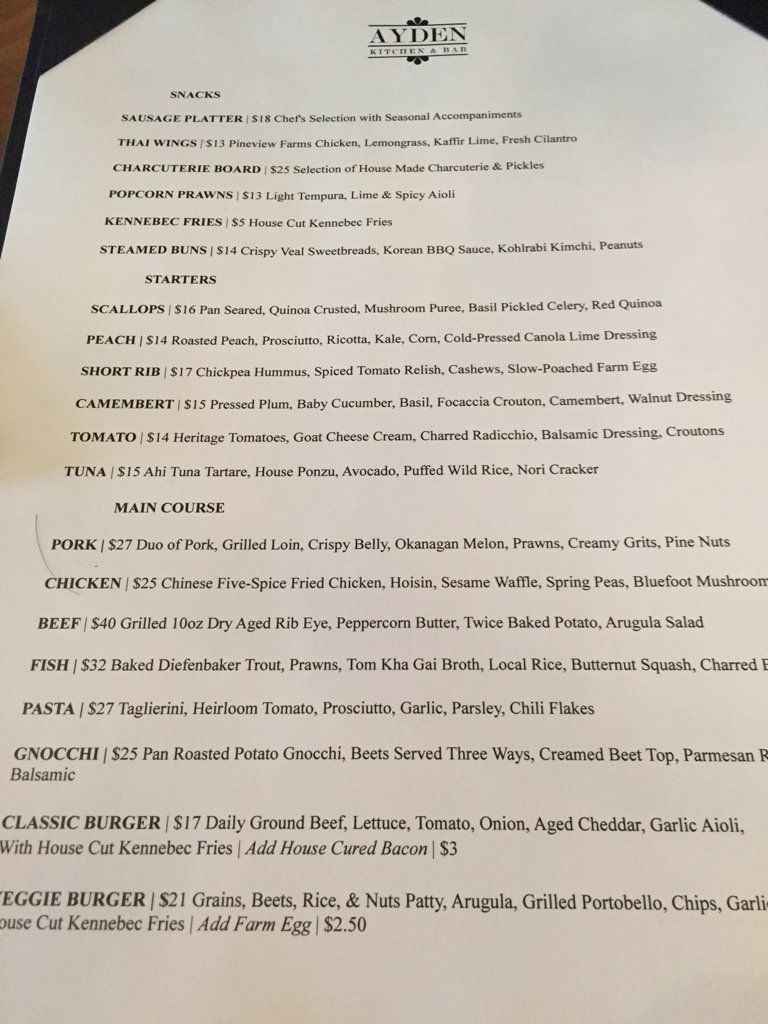 AYDEN
KITCHEN & BAR
SNACKS
SAUSAGE PLATTER | $18 Chef's Selection with Seasonal Accompaniments
THAI WINGS | $13 Pineview Farms Chicken, Lemongrass, Kaffir Lime, Fresh Cilantro
CHARCUTERIE BOARD | $25 Selection of House Made Charcuterie & Pickles
POPCORN PRAWNS | $13 Light Tempura, Lime & Spicy Aioli
KENNEBEC FRIES | $5 House Cut Kennebec Fries
STEAMED BUNS | $14 Crispy Veal Sweetbreads, Korean BBQ Sauce, Kohlrabi Kimchi, Peanuts
STARTERS
SCALLOPS | $16 Pan Seared, Quinoa Crusted, Mushroom Puree, Basil Pickled Celery, Red Quinoa
PEACH | $14 Roasted Peach, Prosciutto, Ricotta, Kale, Corn, Cold-Pressed Canola Lime Dressing
SHORT RIB | $17 Chickpea Hummus, Spiced Tomato Relish, Cashews, Slow-Poached Farm Egg
CAMEMBERT | $15 Pressed Plum, Baby Cucumber, Basil, Focaccia Crouton, Camembert, Walnut Dressing
TOMATO | $14 Heritage Tomatoes, Goat Cheese Cream, Charred Radicchio, Balsamic Dressing, Croutons
TUNA | $15 Ahi Tuna Tartare, House Ponzu, Avocado, Puffed Wild Rice, Nori Cracker
MAIN COURSE
PORK | $27 Duo of Pork, Grilled Loin, Crispy Belly, Okanagan Melon, Prawns, Creamy Grits, Pine Nuts
CHICKEN | $25 Chinese Five-Spice Fried Chicken, Hoisin, Sesame Waffle, Spring Peas, Bluefoot Mushroom
BEEF | $40 Grilled 10oz Dry Aged Rib Eye, Peppercorn Butter, Twice Baked Potato, Arugula Salad
FISH | $32 Baked Diefenbaker Trout, Prawns, Tom Kha Gai Broth, Local Rice, Butternut Squash, Charred
PASTA | $27 Taglierini, Heirloom Tomato, Prosciutto, Garlic, Parsley, Chili Flakes
GNOCCHI | $25 Pan Roasted Potato Gnocchi, Beets Served Three Ways, Creamed Beet Top, Parmesan
Balsamic
CLASSIC BURGER | $17 Daily Ground Beef, Lettuce, Tomato, Onion, Aged Cheddar, Garlic Aioli,
With House Cut Kennebec Fries | Add House Cured Bacon | $3
EGGIE BURGER | $21 Grains, Beets, Rice, & Nuts Patty, Arugula, Grilled Portobello, Chips, Garli
ouse Cut Kennebec Fries | Add Farm Egg | $2.50